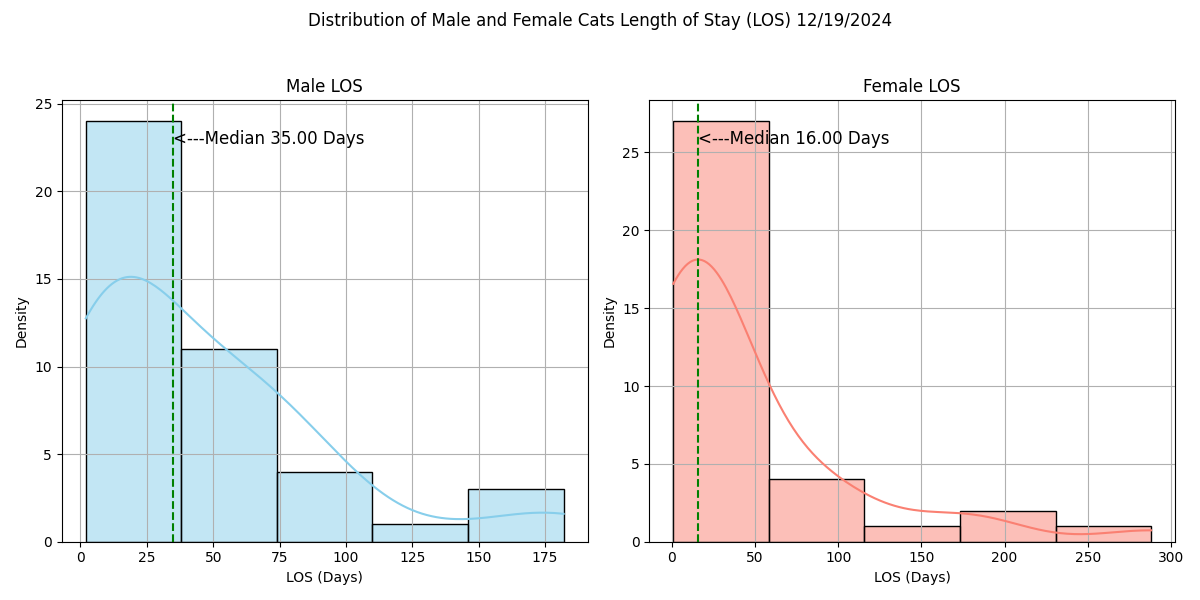 Distribution of Male and Female Cats Length of Stay (LOS) 12/19/2024
Male LOS
<---Median 35.00 Days
Density
25
20
15
10
5
0
0 25 50 75 100 125 150 175
LOS (Days)
Female LOS
<---Median 16.00 Days
Density
25
20
15
10
5
0
0 50 100 150 200 250 300
LOS (Days)